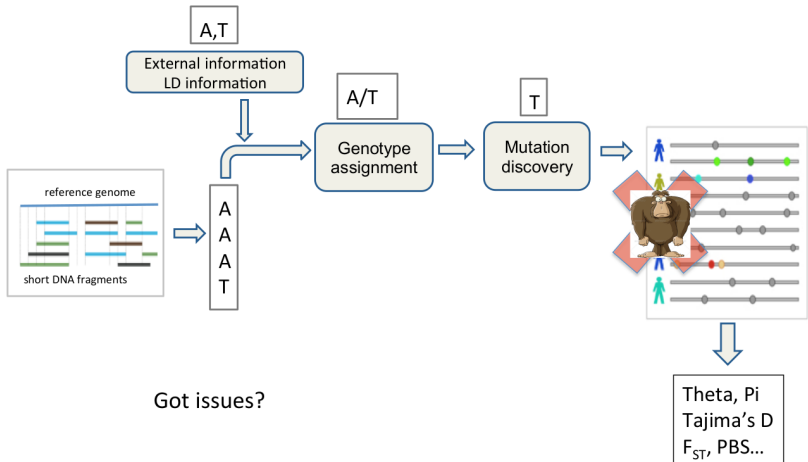 A,T
External information
LD information
A/T
T
Genotype
assignment
Mutation
discovery
reference genome
short DNA fragments
A
A
A
T
Got issues?
Theta, Pi
Tajima's D
FST, PBS...